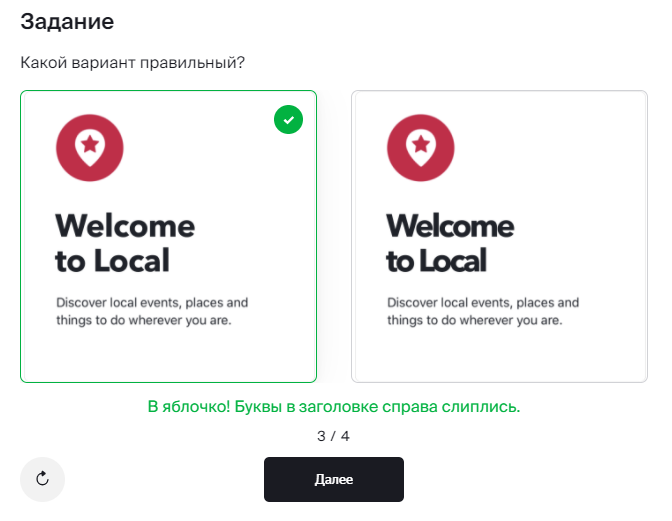 Задание
Какой вариант правильный?
Welcome
to Local
Discover local events, places and
things to do wherever you are.
Welcome
to Local
Discover local events, places and
things to do wherever you are.
В яблочко! Буквы в заголовке справа слиплись.
3 / 4
Далее